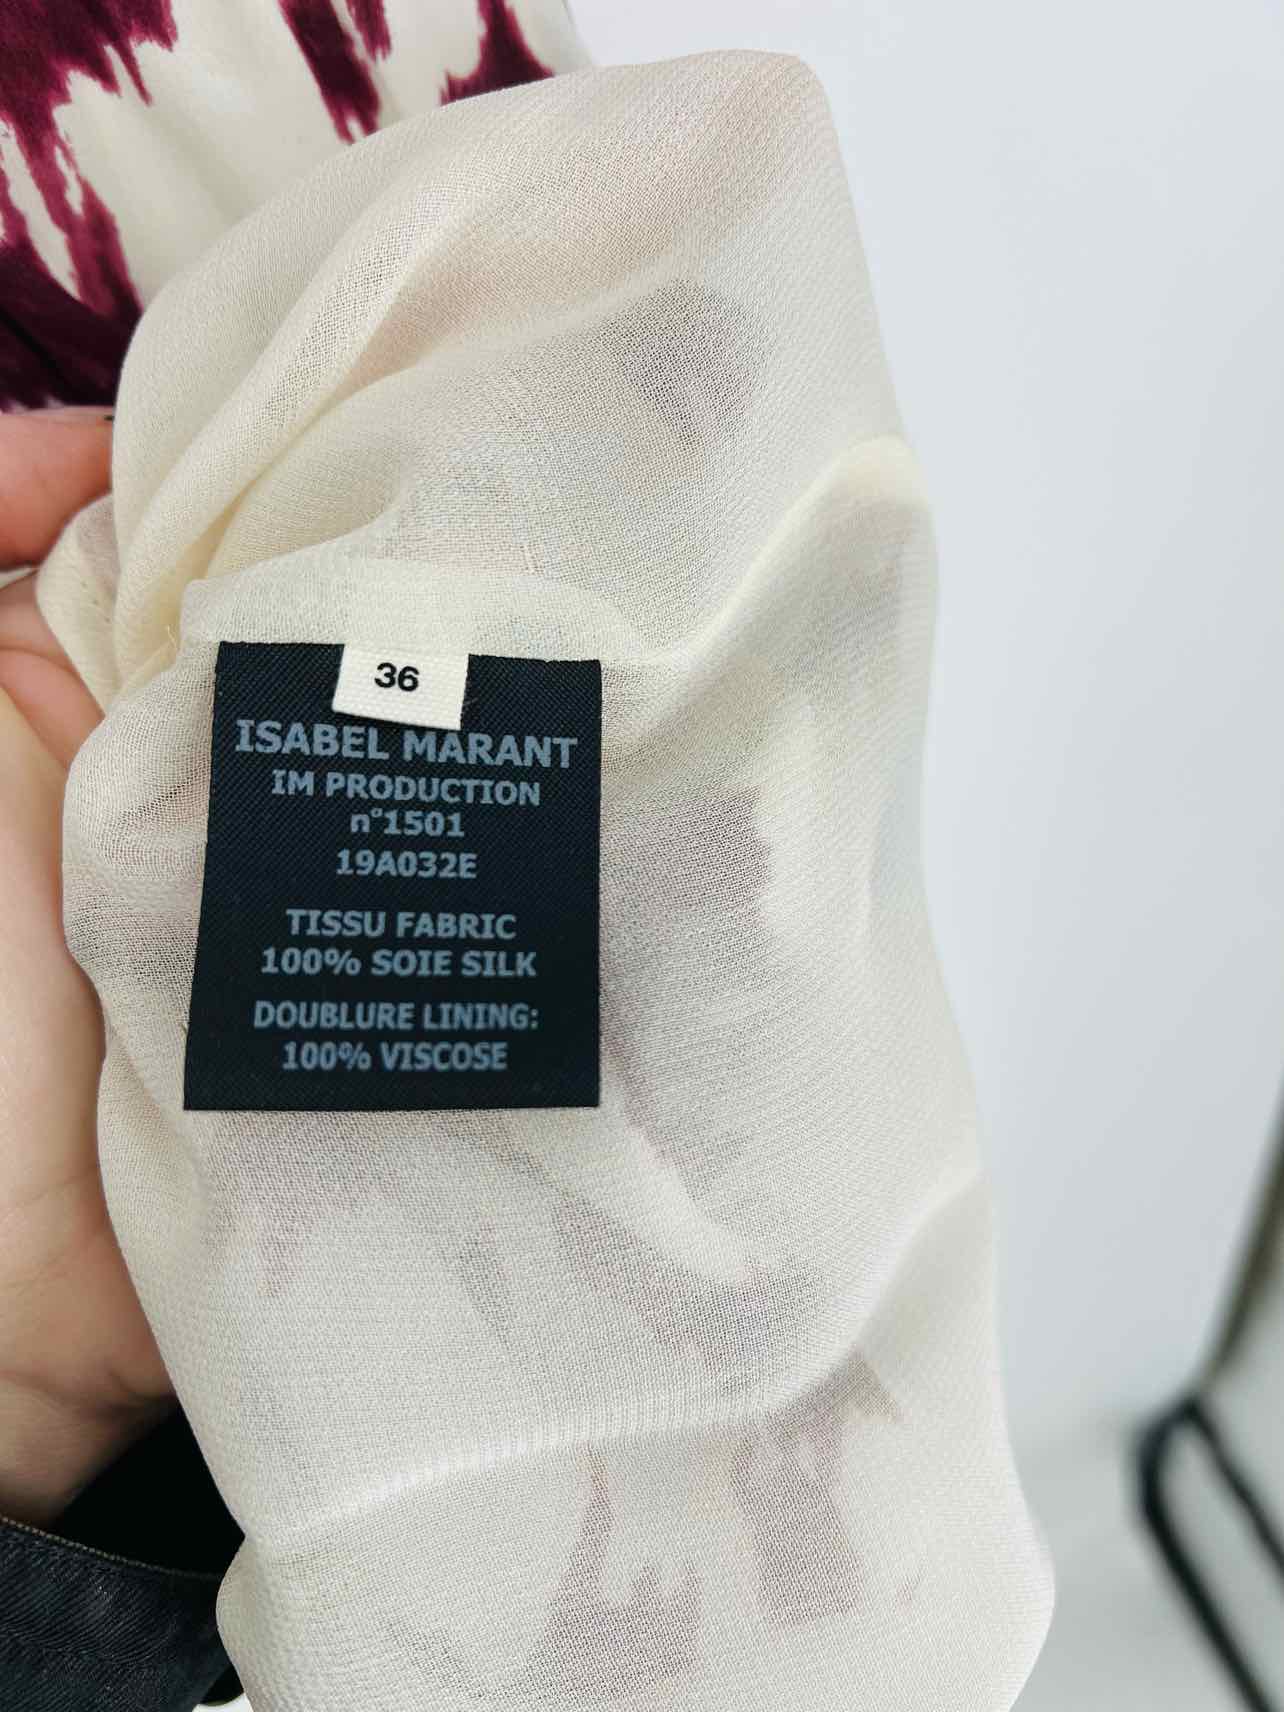 36
ISABEL MARANT
IM PRODUCTION
n°1501
19A032E
TISSU FABRIC
100% SOIE SILK
DOUBLURE LINING:
100% VISCOSE